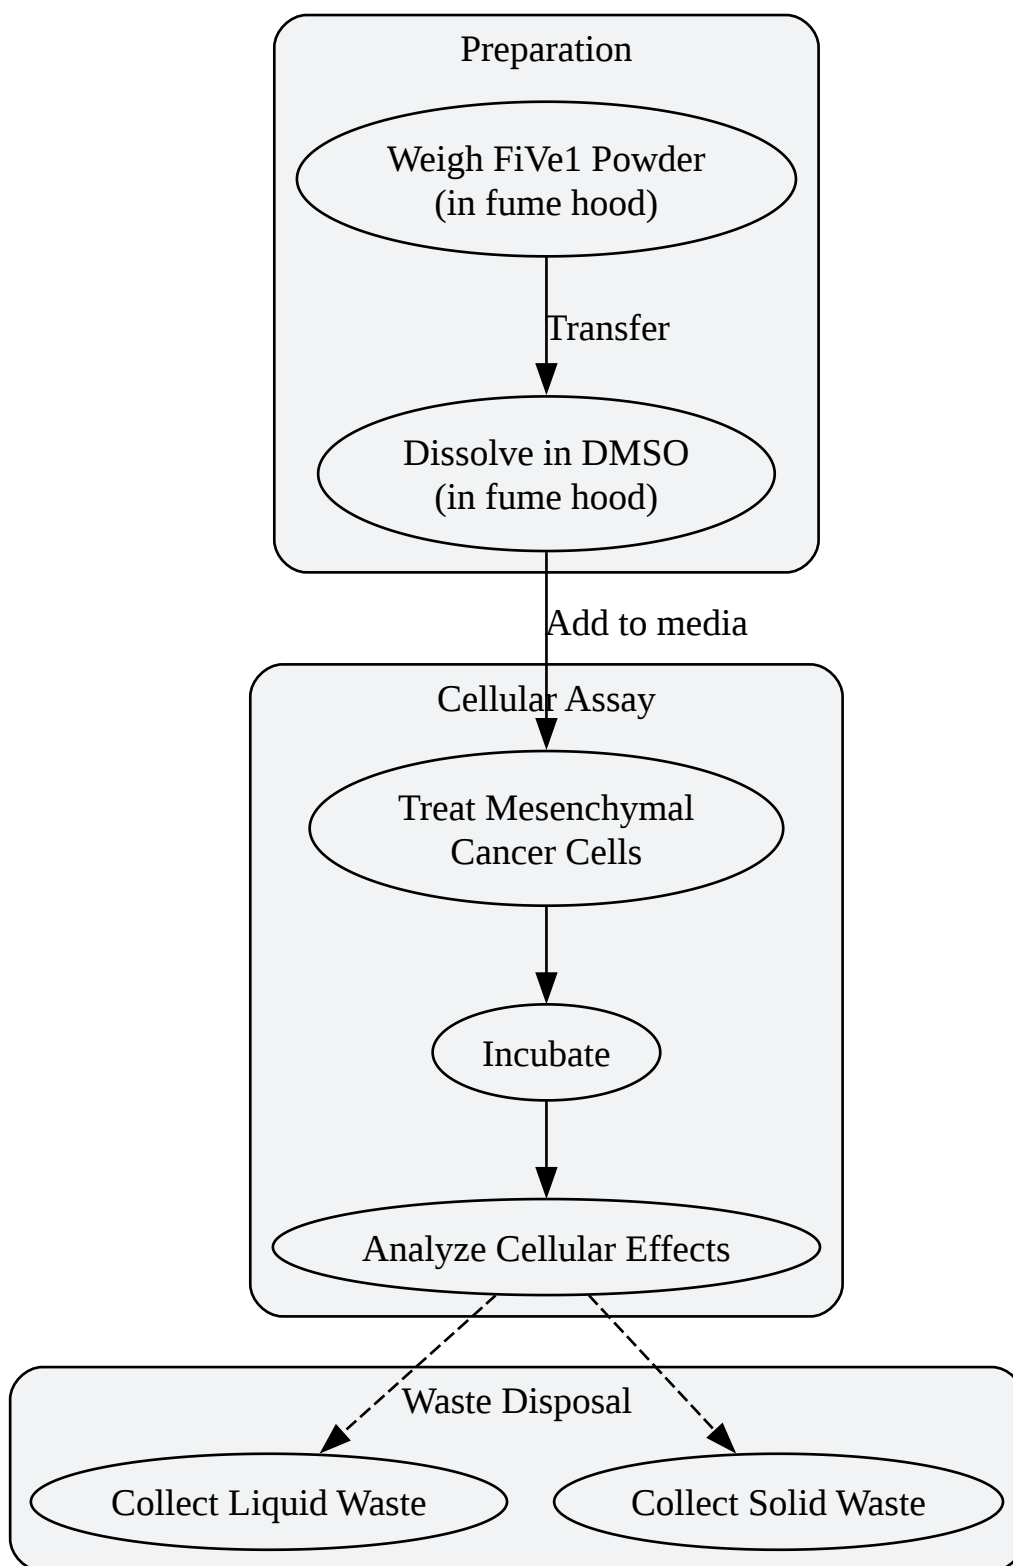 Preparation
Weigh FiVe1 Powder
(in fume hood)
Transfer
Dissolve in DMSO
(in fume hood)
Add to media
Cellular Assay
Treat Mesenchymal
Cancer Cells
Incubate
Analyze Cellular Effects
Waste Disposal
Collect Liquid Waste
Collect Solid Waste